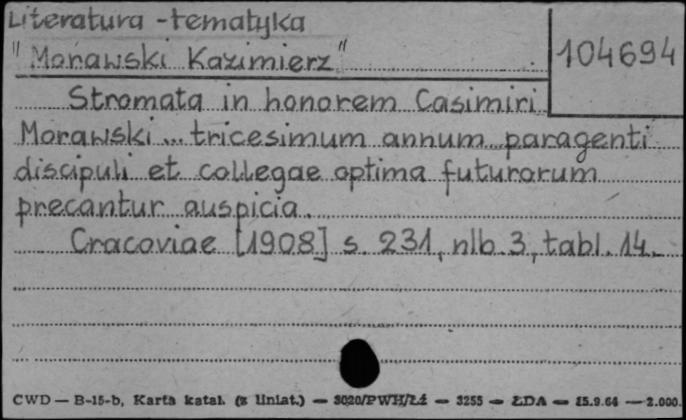 Literatura - tematyka
"Morawski Kazimierz"
104694
Stromata in honorem Casimiri
Morawski ... tricesimum annum paragenti
discipuli et collegae optima futurorum
precantur auspicia.
Cracoviae [1908] s. 231, nlb. 3, tabl. 14.
CWD — B-15-b, Karta katal. (z liniat.) — 3020/PWH/Łź — 3255 — ŁDA — 15.9.64 — 2.000.